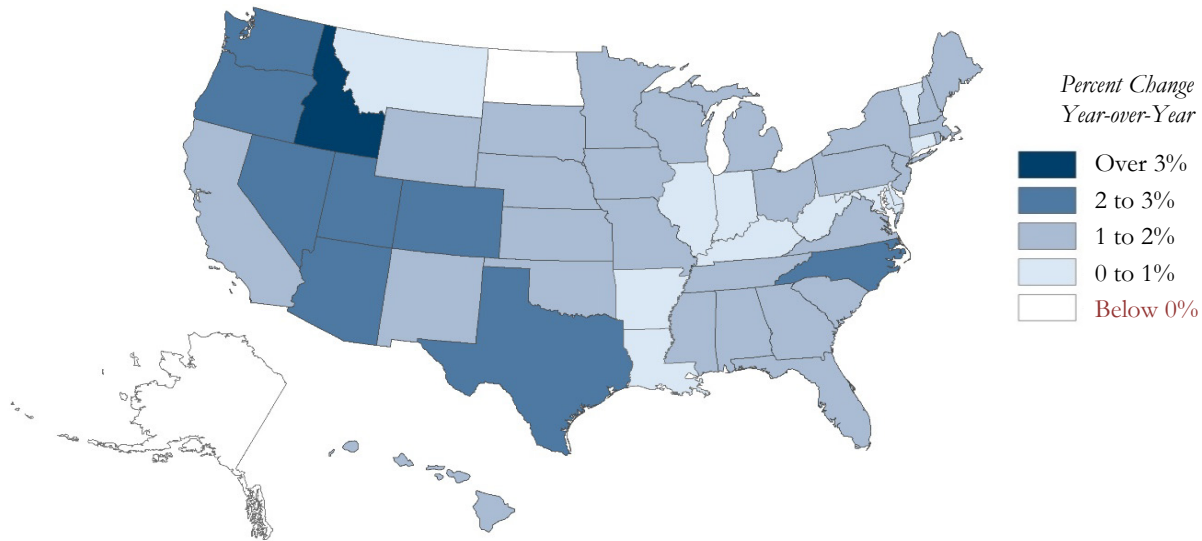 Percent Change
Year-over-Year
Over 3%
2 to 3%
1 to 2%
0 to 1%
Below 0%